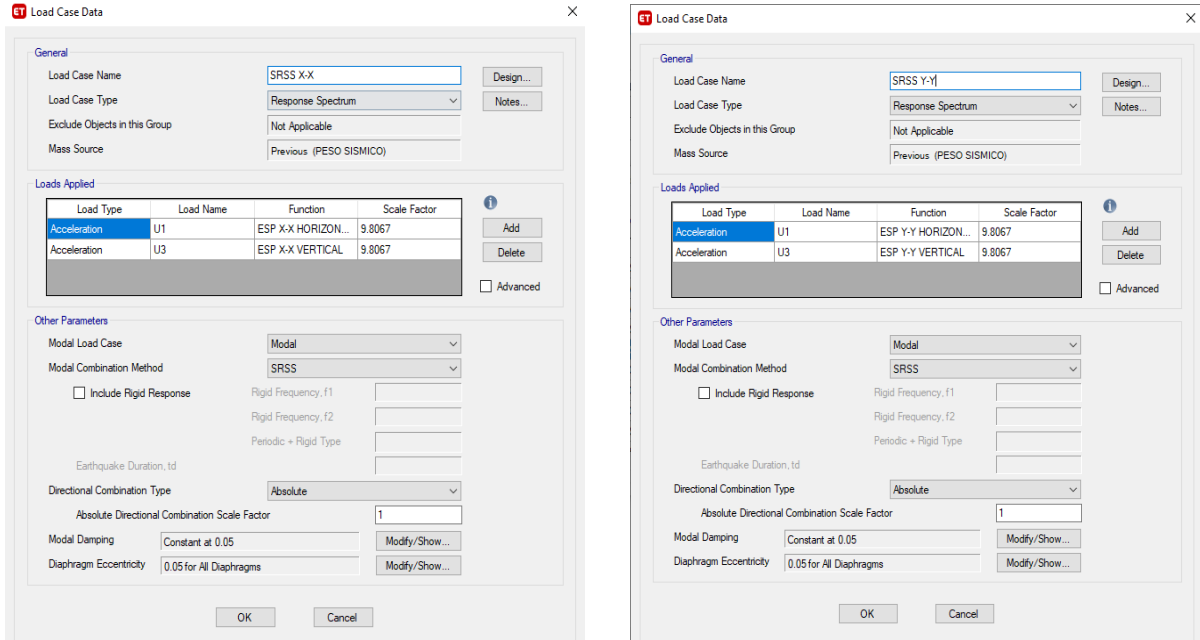 ET Load Case Data
General
Load Case Name SRSS X-X Design...
Load Case Type Response Spectrum Notes...
Exclude Objects in this Group Not Applicable
Mass Source Previous (PESO SISMICO)
Loads Applied
Load Type Load Name Function Scale Factor
Acceleration U1 ESP X-X HORIZON... 9.8067 Add
Acceleration U3 ESP X-X VERTICAL 9.8067 Delete
Advanced
Other Parameters
Modal Load Case Modal
Modal Combination Method SRSS
Include Rigid Response Rigid Frequency, f1
Rigid Frequency, f2
Periodic + Rigid Type
Earthquake Duration, td
Directional Combination Type Absolute
Absolute Directional Combination Scale Factor 1
Modal Damping Constant at 0.05 Modify/Show...
Diaphragm Eccentricity 0.05 for All Diaphragms Modify/Show...
OK Cancel
ET Load Case Data
General
Load Case Name SRSS Y-Y Design...
Load Case Type Response Spectrum Notes...
Exclude Objects in this Group Not Applicable
Mass Source Previous (PESO SISMICO)
Loads Applied
Load Type Load Name Function Scale Factor
Acceleration U1 ESP Y-Y HORIZON... 9.8067 Add
Acceleration U3 ESP Y-Y VERTICAL 9.8067 Delete
Advanced
Other Parameters
Modal Load Case Modal
Modal Combination Method SRSS
Include Rigid Response Rigid Frequency, f1
Rigid Frequency, f2
Periodic + Rigid Type
Earthquake Duration, td
Directional Combination Type Absolute
Absolute Directional Combination Scale Factor 1
Modal Damping Constant at 0.05 Modify/Show...
Diaphragm Eccentricity 0.05 for All Diaphragms Modify/Show...
OK Cancel